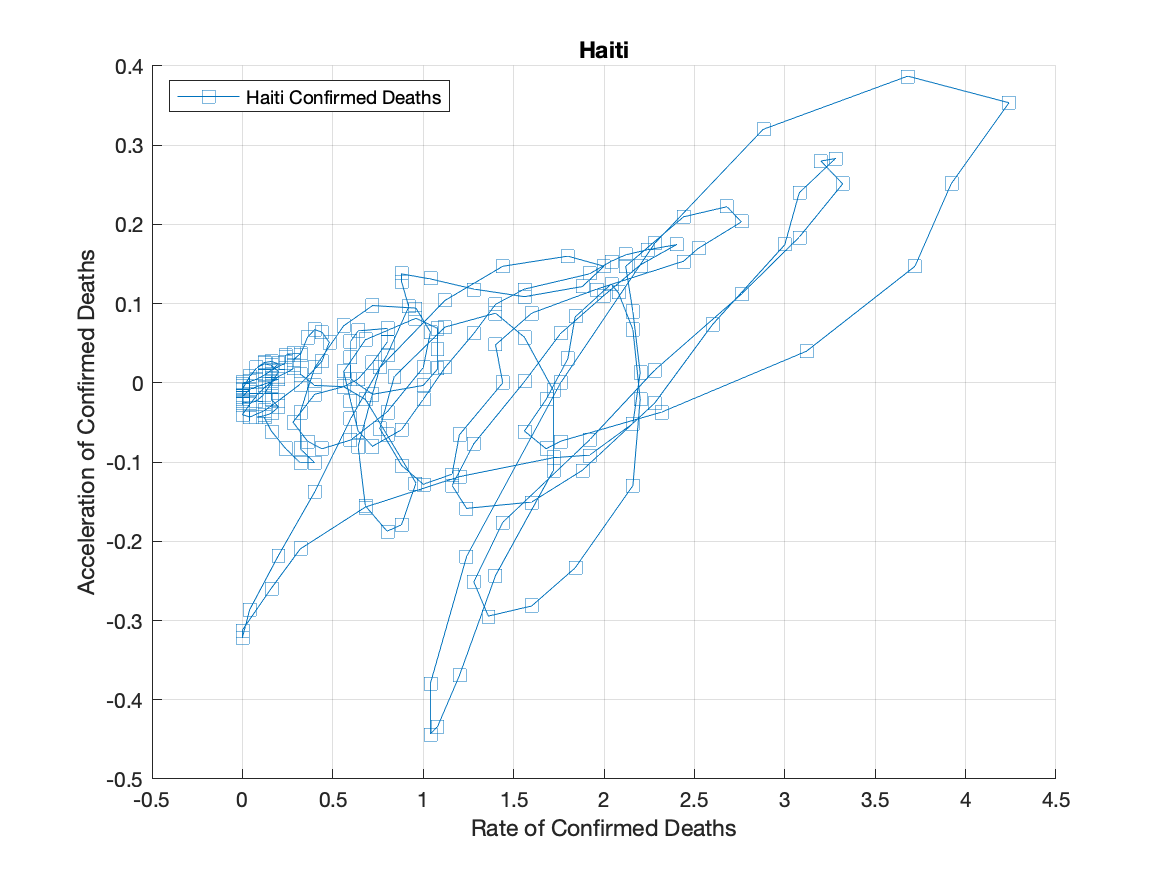 Haiti
Haiti Confirmed Deaths
Acceleration of Confirmed Deaths
0.4
0.3
0.2
0.1
0
-0.1
-0.2
-0.3
-0.4
-0.5
-0.5 0 0.5 1 1.5 2 2.5 3 3.5 4 4.5
Rate of Confirmed Deaths